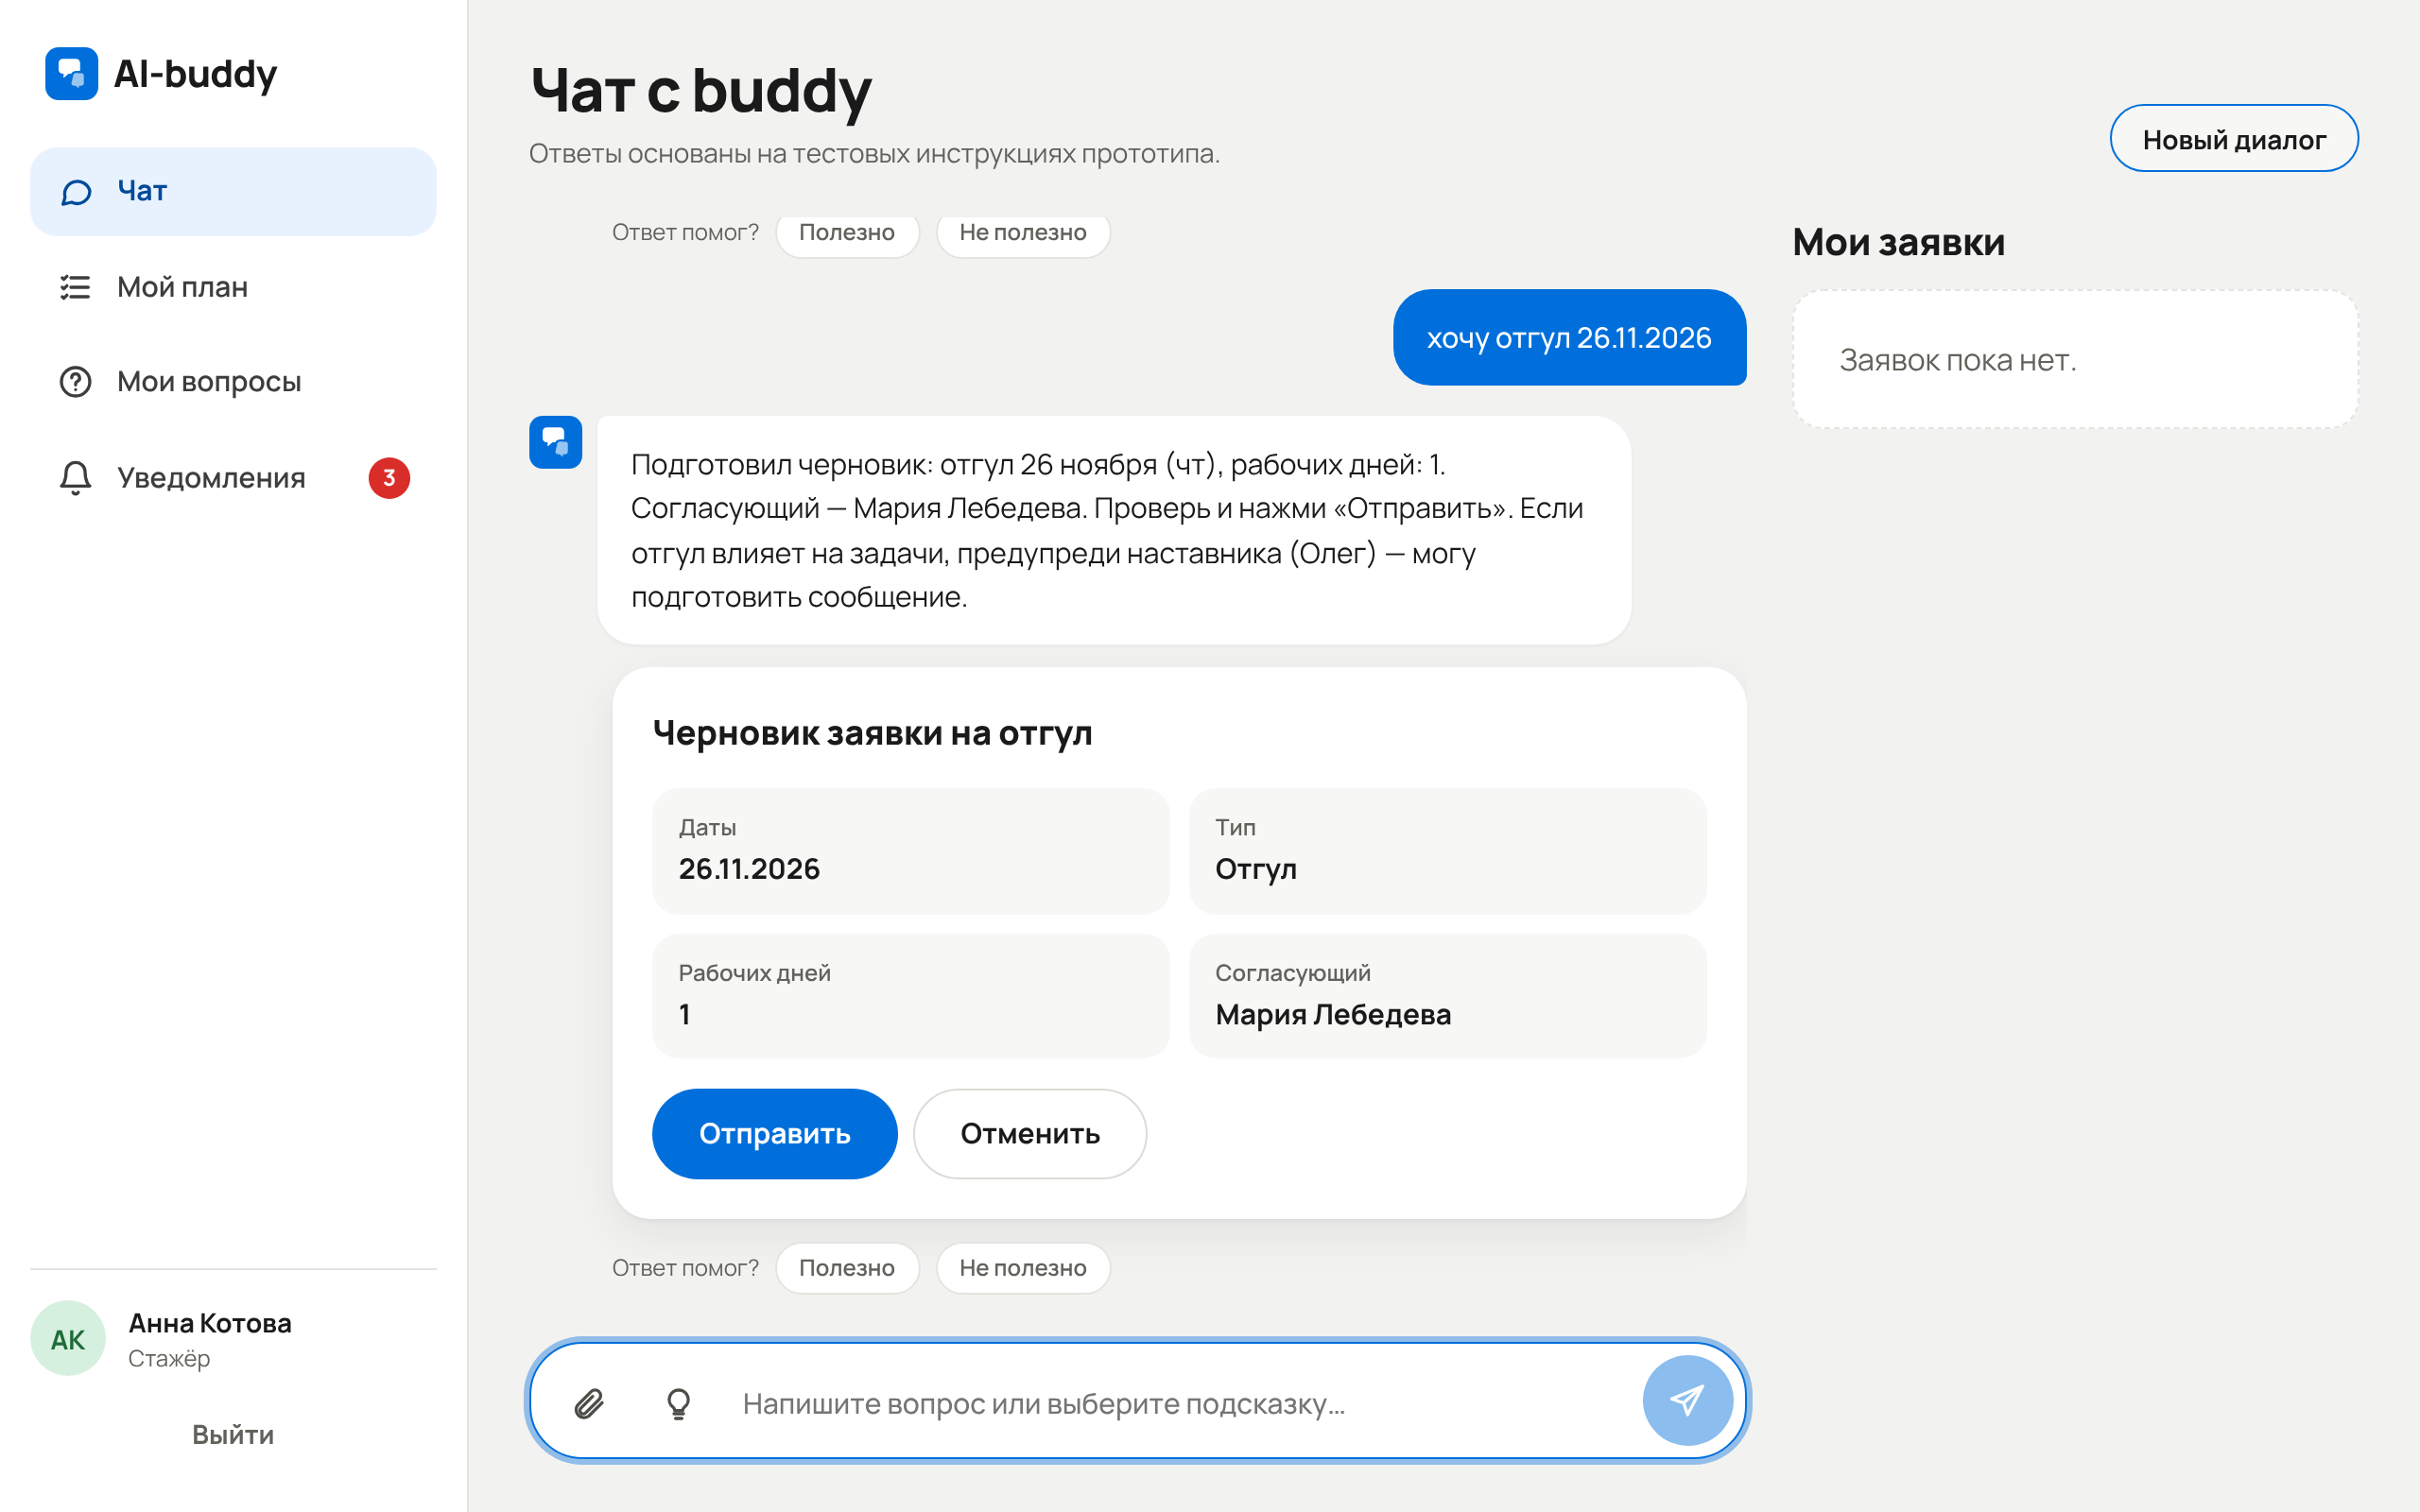 AI-buddy
Чат
Мой план
Мои вопросы
Уведомления
3
АК
Анна Котова
Стажёр
Выйти
Чат с buddy
Ответы основаны на тестовых инструкциях прототипа.
Новый диалог
Ответ помог? Полезно Не полезно
хочу отгул 26.11.2026
Подготовил черновик: отгул 26 ноября (чт), рабочих дней: 1.
Согласующий — Мария Лебедева. Проверь и нажми «Отправить». Если
отгул влияет на задачи, предупреди наставника (Олег) — могу
подготовить сообщение.
Черновик заявки на отгул
Даты
26.11.2026
Тип
Отгул
Рабочих дней
1
Согласующий
Мария Лебедева
Отправить
Отменить
Ответ помог? Полезно Не полезно
Напишите вопрос или выберите подсказку...
Мои заявки
Заявок пока нет.